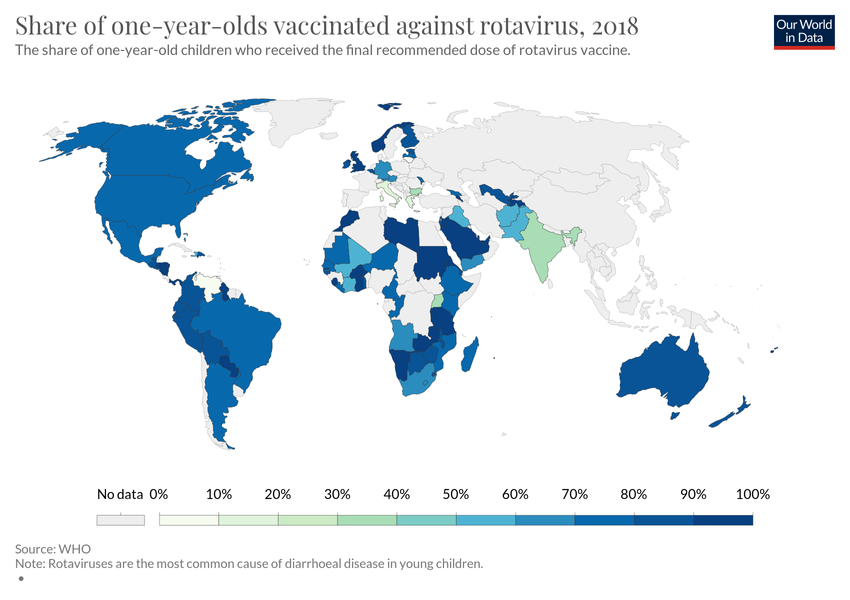 Share of one-year-olds vaccinated against rotavirus, 2018
The share of one-year-old children who received the final recommended dose of rotavirus vaccine.
Our World
in Data
No data 0% 10% 20% 30% 40% 50% 60% 70% 80% 90% 100%
Source: WHO
Note: Rotaviruses are the most common cause of diarrhoeal disease in young children.